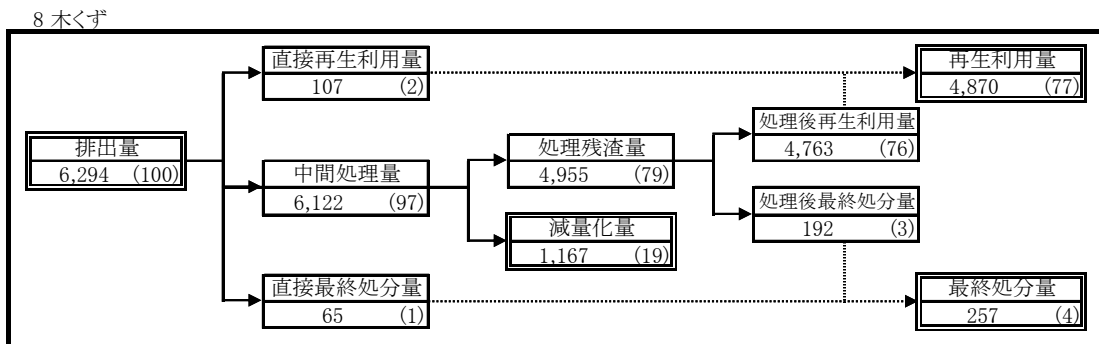 8 木くず
直接再生利用量
107 (2)
再生利用量
4,870 (77)
排出量
6,294 (100)
中間処理量
6,122 (97)
処理残渣量
4,955 (79)
処理後再生利用量
4,763 (76)
処理後最終処分量
192 (3)
減量化量
1,167 (19)
直接最終処分量
65 (1)
最終処分量
257 (4)